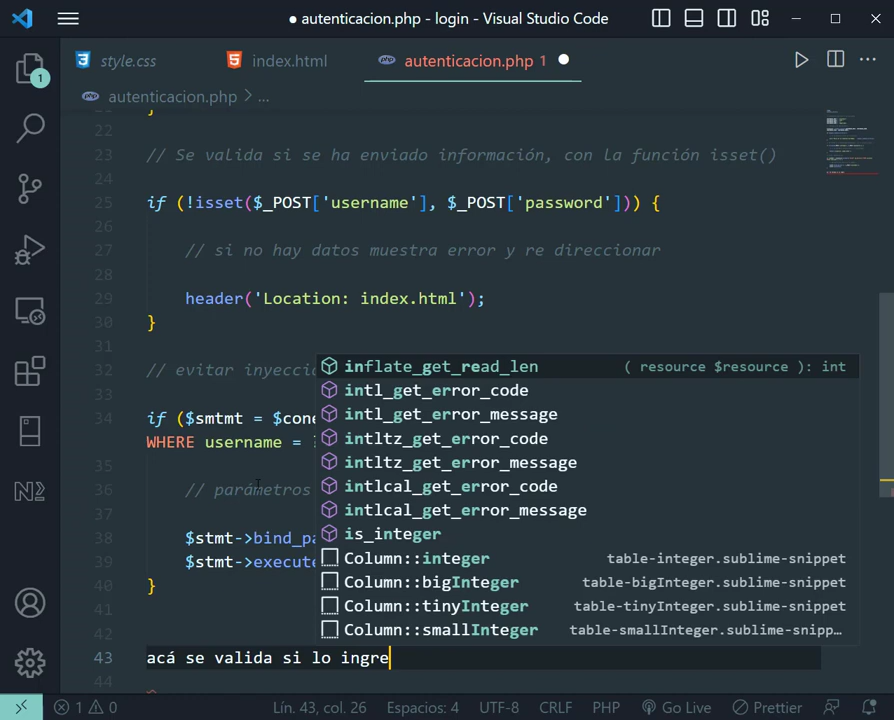 autenticacion.php - login - Visual Studio Code
style.css
index.html
autenticacion.php 1
autenticacion.php > ...
22
23 // Se valida si se ha enviado información, con la función isset()
24
25 if (!isset($_POST['username'], $_POST['password'])) {
26
27 // si no hay datos muestra error y re direccionar
28
29 header('Location: index.html');
30 }
31
32 // evitar inyecci
33
34 if ($smtmt = $cone
WHERE username =
35
36 // parámetros
37
38 $stmt->bind_pa
39 $stmt->execute
40 }
41
42
43 acá se valida si lo ingre
44
inflate_get_read_len ( resource $resource ): int
intl_get_error_code
intl_get_error_message
intltz_get_error_code
intltz_get_error_message
intlcal_get_error_code
intlcal_get_error_message
is_integer
Column::integer table-integer.sublime-snippet
Column::bigInteger table-bigInteger.sublime-snippet
Column::tinyInteger table-tinyInteger.sublime-snippet
Column::smallInteger table-smallInteger.sublime-snipp…
1
1 0 Lín. 43, col. 26 Espacios: 4 UTF-8 CRLF PHP Go Live Prettier